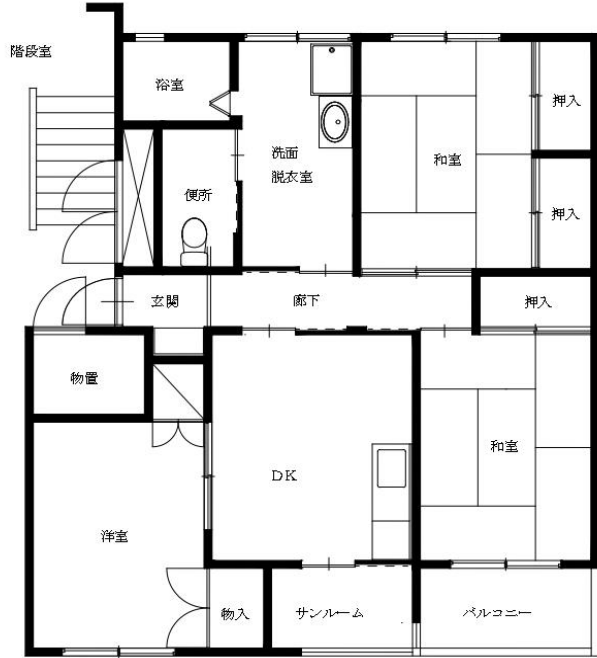 階段室
浴室
押入
洗面
脱衣室
和室
便所
押入
玄関
廊下
押入
物置
和室
DK
洋室
物入
サンルーム
バルコニー